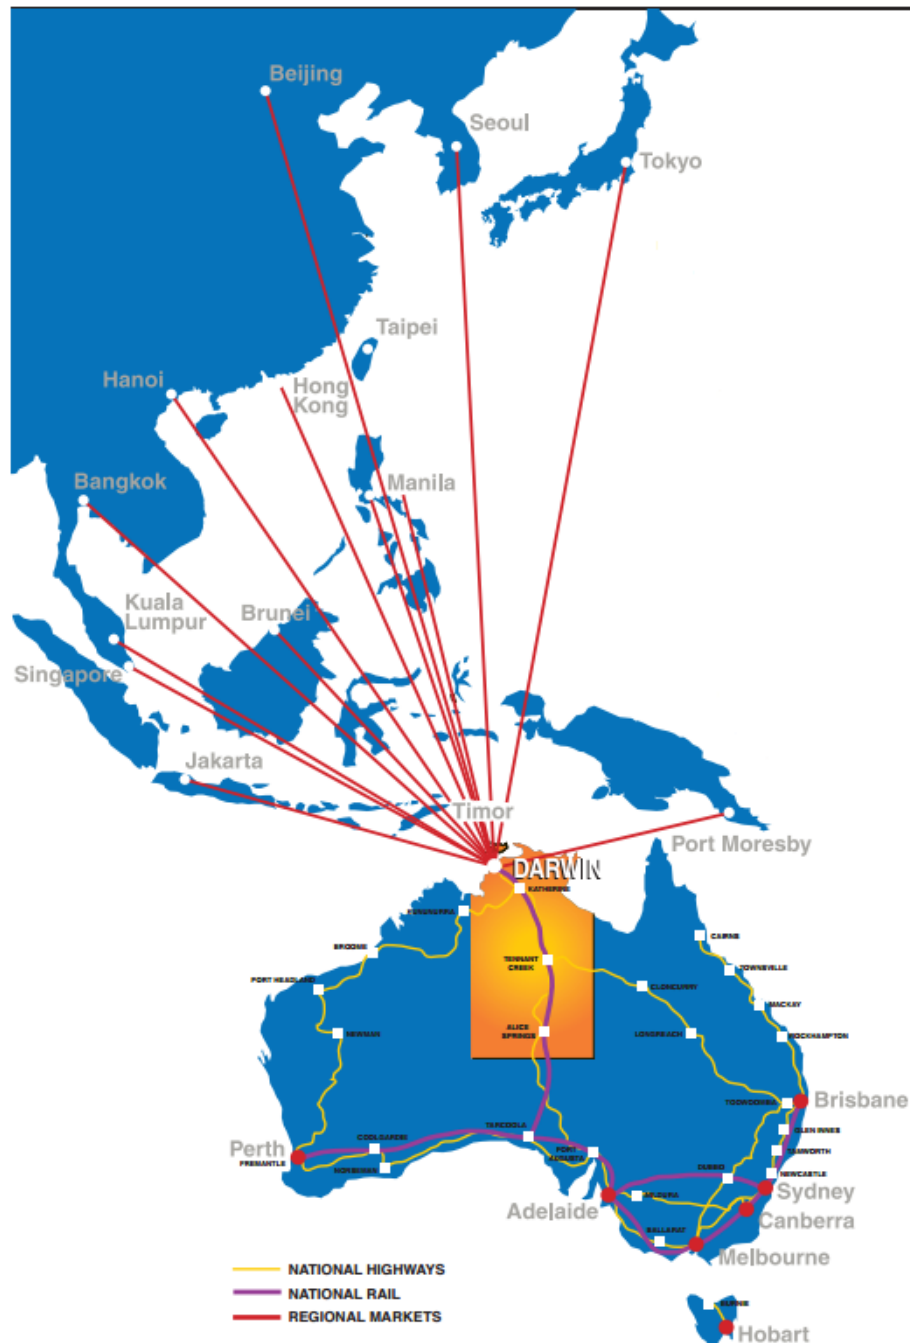 Beijing
Seoul
Tokyo
Taipei
Hanoi
Hong
Kong
Bangkok
Manila
Kuala
Lumpur
Brunei
Singapore
Jakarta
Timor
Port Moresby
DARWIN
KATHERINE
KUNUNURRA
CAIRNS
BROOME
TENNANT
CREEK
TOWNSVILLE
PORT HEADLAND
CLONCURRY
MACKAY
ALICE
SPRINGS
NEWMAN
LONGREACH
ROCKHAMPTON
Brisbane
TOOWOOMBA
GLEN INNES
TARCOOLA
COOLGARDIE
Perth
FREMANTLE
PORT
AUGUSTA
TAMWORTH
NORSEMAN
DUBBO
NEWCASTLE
Sydney
MILDURA
Adelaide
Canberra
BALLARAT
Melbourne
NATIONAL HIGHWAYS
NATIONAL RAIL
REGIONAL MARKETS
BURNIE
Hobart